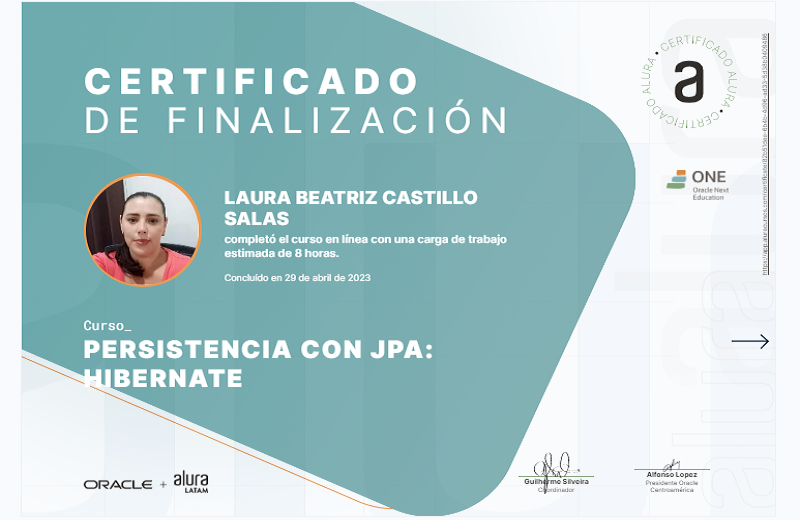 CERTIFICADO
DE FINALIZACIÓN
CERTIFICADO ALURA • CERTIFICADO ALURA •
a
ONE
Oracle Next
Education
LAURA BEATRIZ CASTILLO
SALAS
completó el curso en línea con una carga de trabajo
estimada de 8 horas.
Concluído en 29 de abril de 2023
Curso_
PERSISTENCIA CON JPA:
HIBERNATE
ORACLE + alura
LATAM
Guilherme Silveira
Coordinador
Alfonso Lopez
Presidente Oracle
Centroamérica
alura